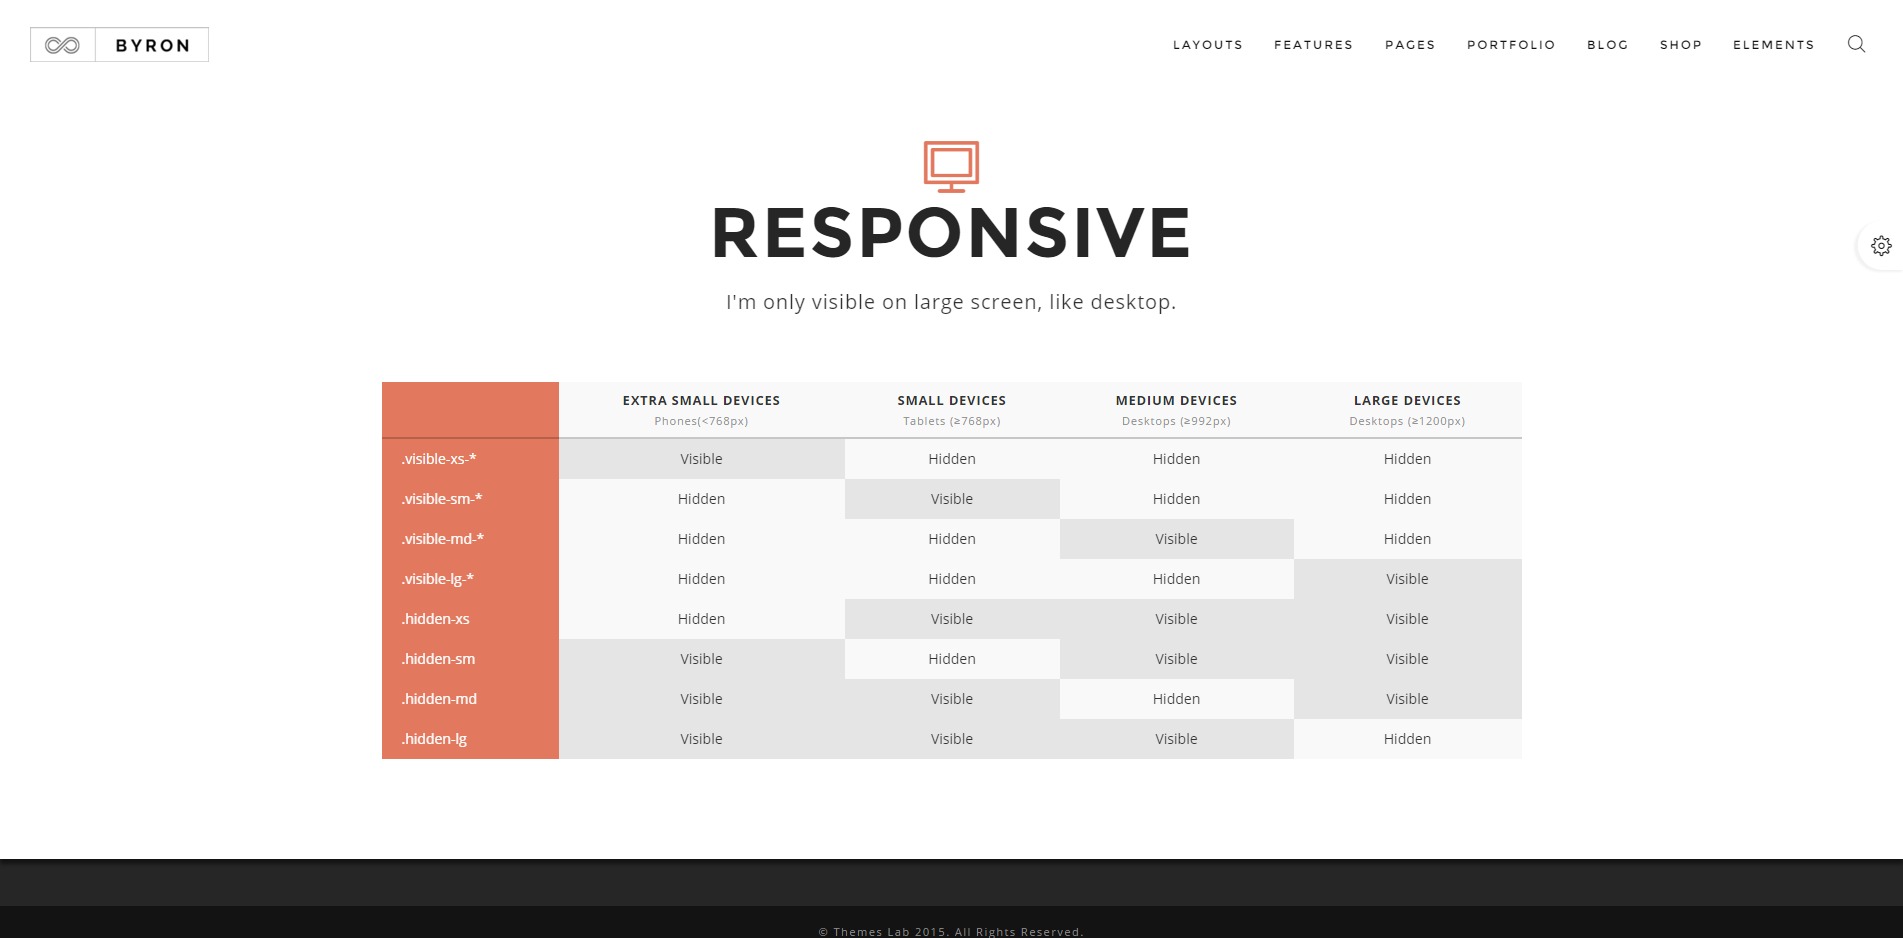 BYRON
LAYOUTS FEATURES PAGES PORTFOLIO BLOG SHOP ELEMENTS
RESPONSIVE
I'm only visible on large screen, like desktop.
EXTRA SMALL DEVICES SMALL DEVICES MEDIUM DEVICES LARGE DEVICES
Phones(<768px) Tablets (≥768px) Desktops (≥992px) Desktops (≥1200px)
.visible-xs-* Visible Hidden Hidden Hidden
.visible-sm-* Hidden Visible Hidden Hidden
.visible-md-* Hidden Hidden Visible Hidden
.visible-lg-* Hidden Hidden Hidden Visible
.hidden-xs Hidden Visible Visible Visible
.hidden-sm Visible Hidden Visible Visible
.hidden-md Visible Visible Hidden Visible
.hidden-lg Visible Visible Visible Hidden
© Themes Lab 2015. All Rights Reserved.